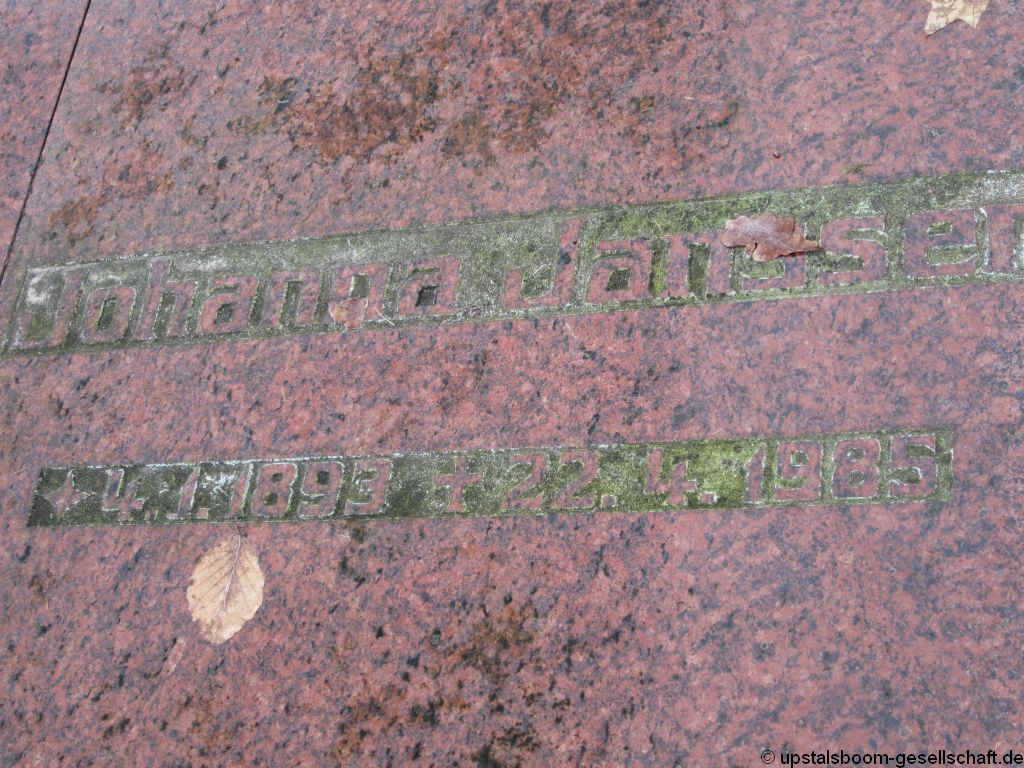 Johanna Janssen
* 4.1.1893 † 22.4.1985
© upstalsboom-gesellschaft.de